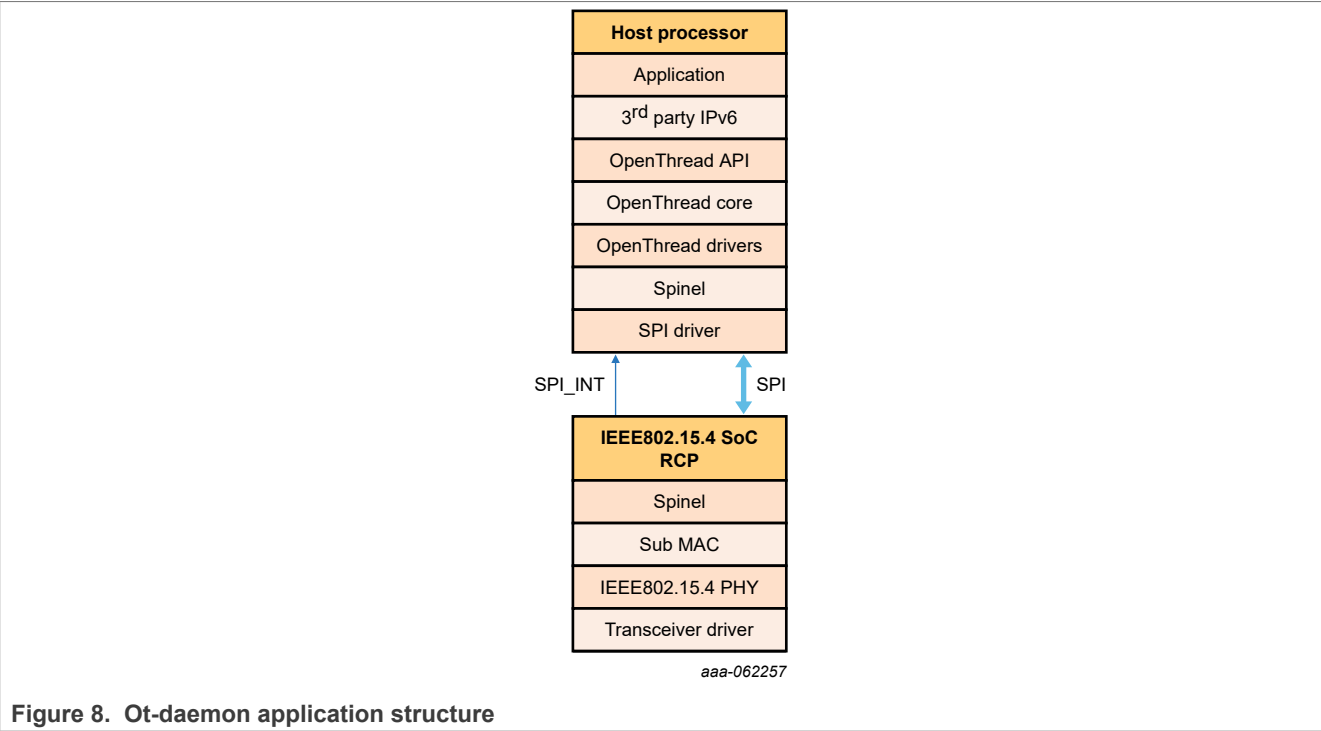 Host processor
Application
3rd party IPv6
OpenThread API
OpenThread core
OpenThread drivers
Spinel
SPI driver
SPI_INT
SPI
IEEE802.15.4 SoC
RCP
Spinel
Sub MAC
IEEE802.15.4 PHY
Transceiver driver
aaa-062257
Figure 8. Ot-daemon application structure